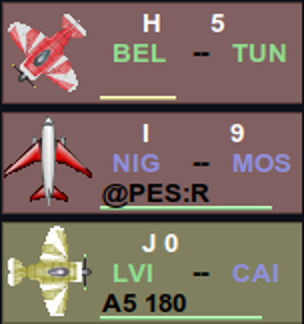 H 5
BEL -- TUN
I 9
NIG -- MOS
@PES:R
J 0
LVI -- CAI
A5 180